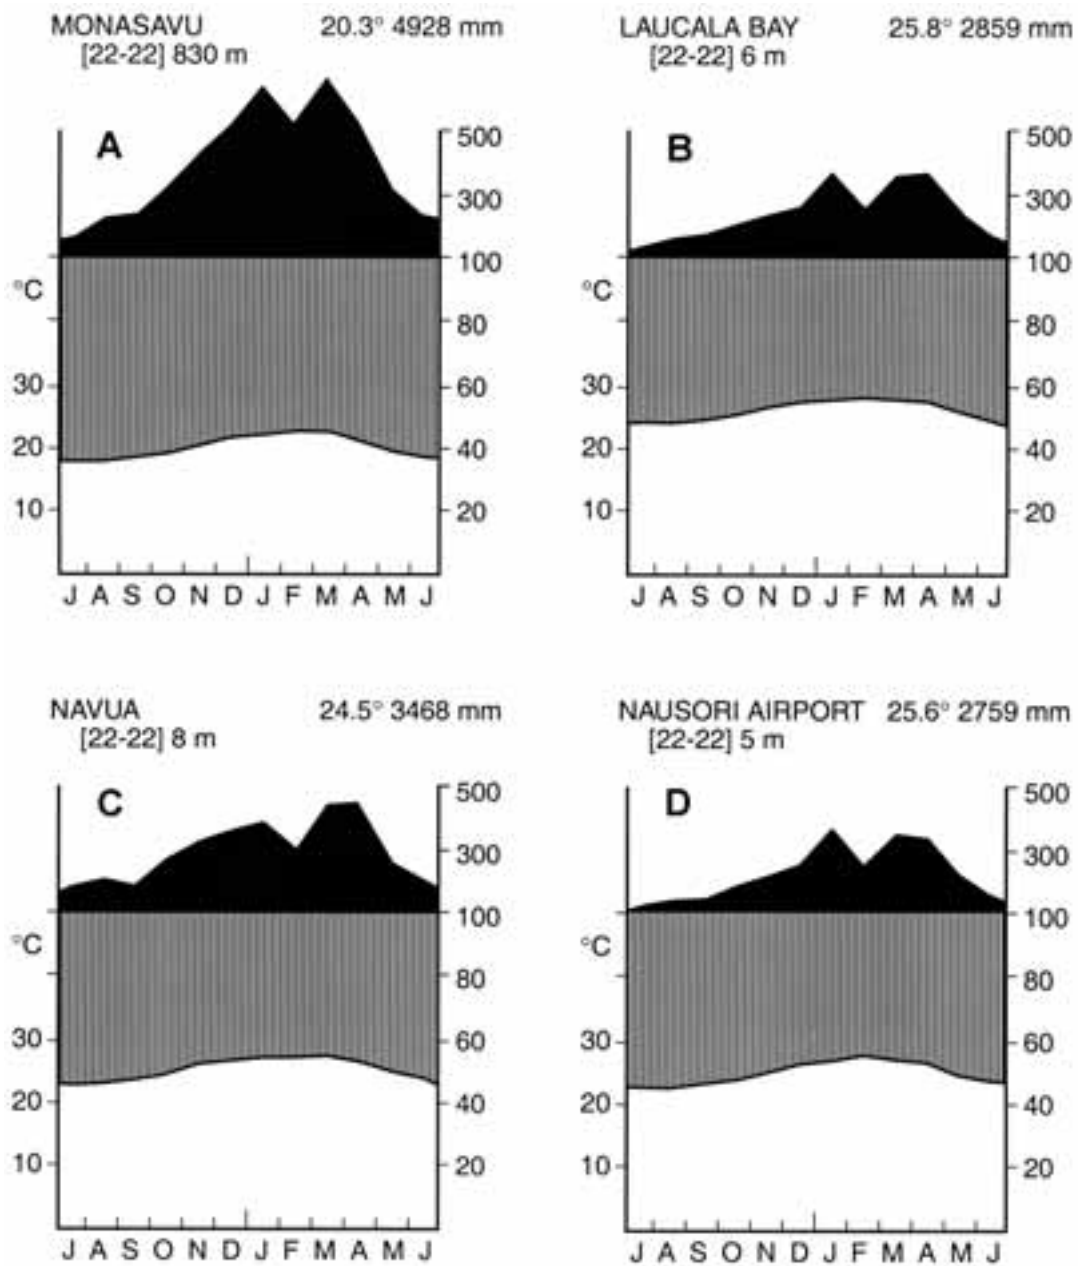 MONASAVU 20.3° 4928 mm
[22-22] 830 m
A
500
300
100
°C
80
30
60
20
40
10
20
J A S O N D J F M A M J
LAUCALA BAY 25.8° 2859 mm
[22-22] 6 m
B
500
300
100
°C
80
30
60
20
40
10
20
J A S O N D J F M A M J
NAVUA 24.5° 3468 mm
[22-22] 8 m
C
500
300
100
°C
80
30
60
20
40
10
20
J A S O N D J F M A M J
NAUSORI AIRPORT 25.6° 2759 mm
[22-22] 5 m
D
500
300
100
°C
80
30
60
20
40
10
20
J A S O N D J F M A M J